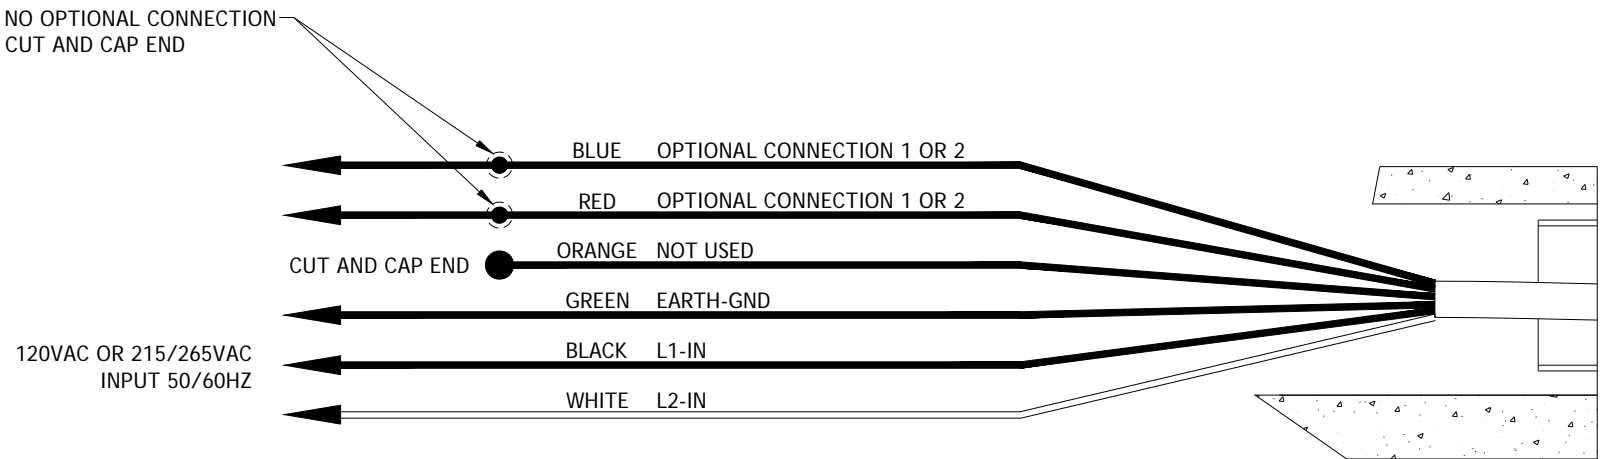 NO OPTIONAL CONNECTION
CUT AND CAP END
BLUE OPTIONAL CONNECTION 1 OR 2
RED OPTIONAL CONNECTION 1 OR 2
CUT AND CAP END ORANGE NOT USED
GREEN EARTH-GND
120VAC OR 215/265VAC
INPUT 50/60HZ
BLACK L1-IN
WHITE L2-IN